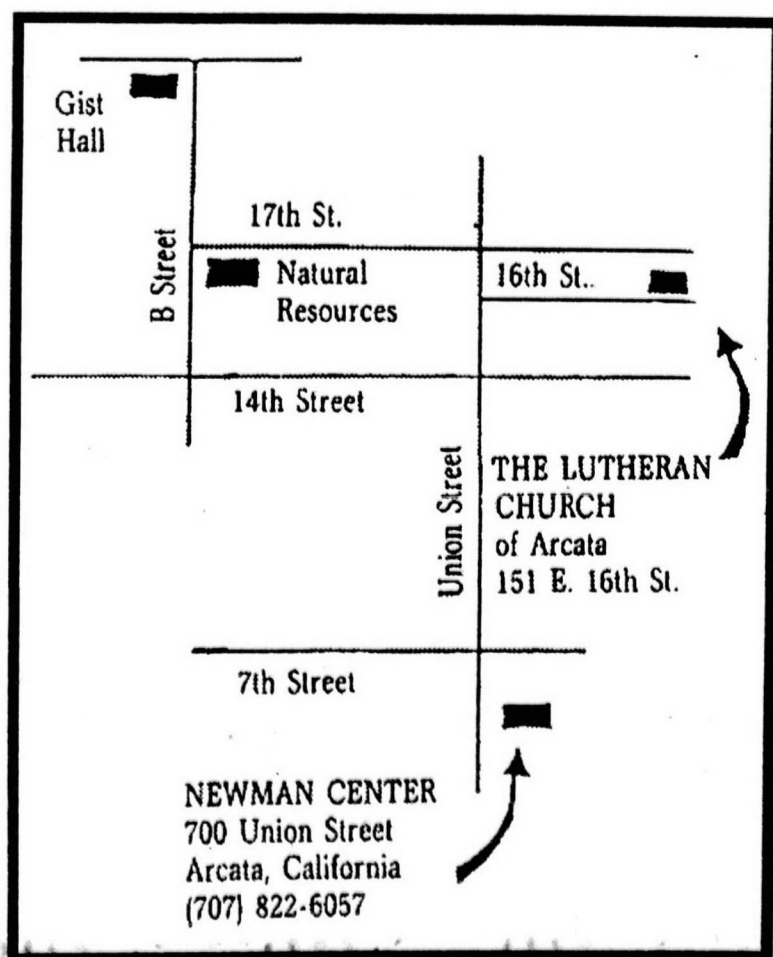 Gist
Hall
B Street
17th St.
Natural
Resources
16th St..
14th Street
Union Street
THE LUTHERAN
CHURCH
of Arcata
151 E. 16th St.
7th Street
NEWMAN CENTER
700 Union Street
Arcata, California
(707) 822-6057